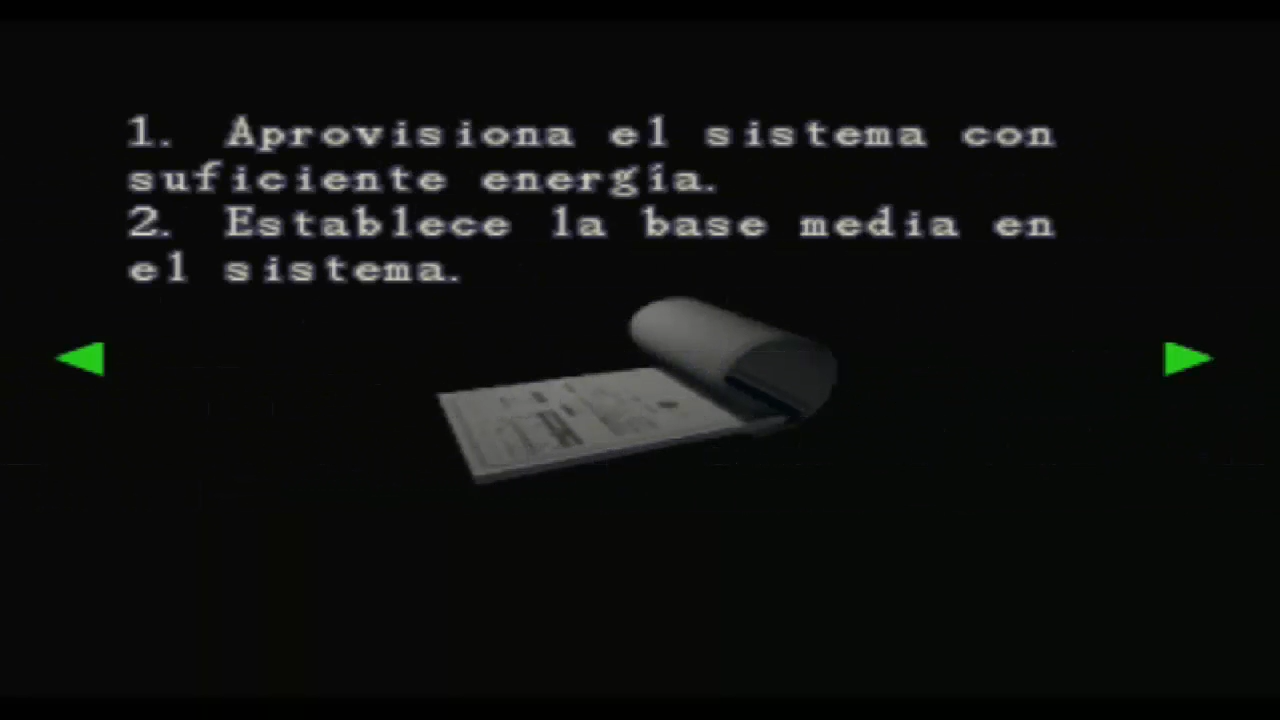 1. Aprovisiona el sistema con
suficiente energía.
2. Establece la base media en
el sistema.